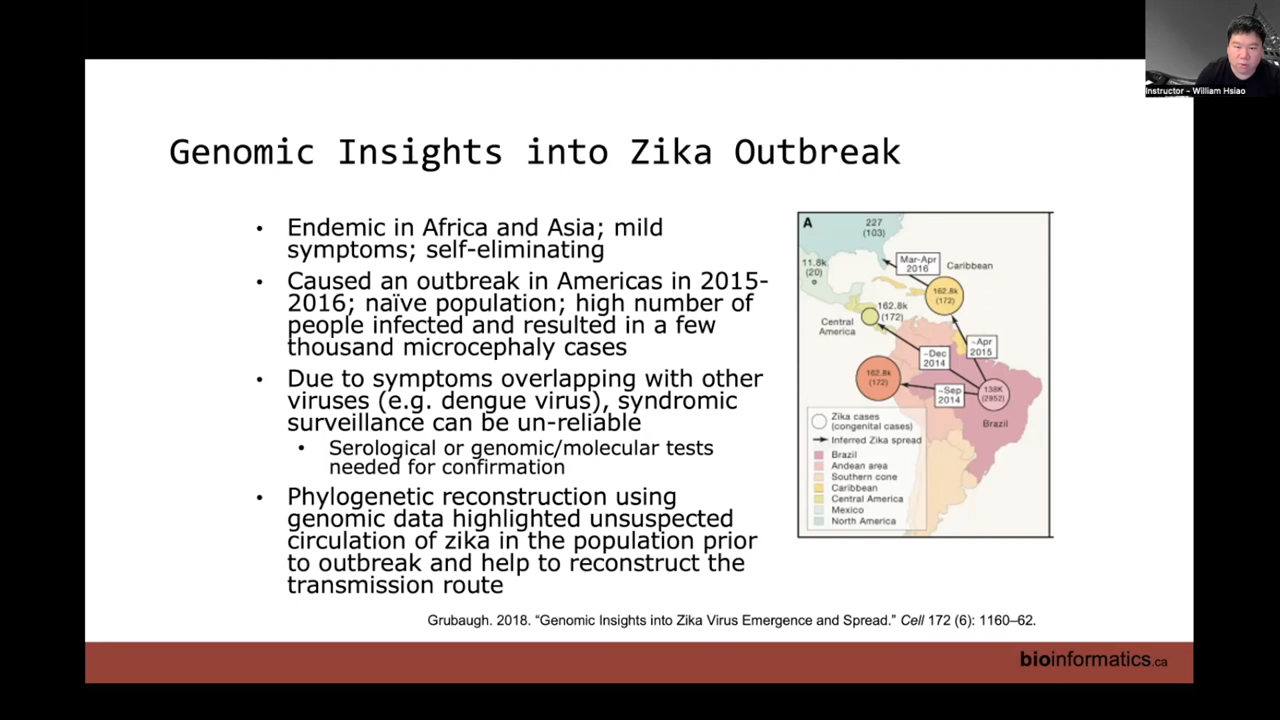 Instructor - William Hsiao
Genomic Insights into Zika Outbreak
• Endemic in Africa and Asia; mild
symptoms; self-eliminating
• Caused an outbreak in Americas in 2015-
2016; naïve population; high number of
people infected and resulted in a few
thousand microcephaly cases
• Due to symptoms overlapping with other
viruses (e.g. dengue virus), syndromic
surveillance can be un-reliable
• Serological or genomic/molecular tests
needed for confirmation
• Phylogenetic reconstruction using
genomic data highlighted unsuspected
circulation of zika in the population prior
to outbreak and help to reconstruct the
transmission route
A
227
(103)
11.8k
(20)
Mar-Apr
2016
Caribbean
162.8k
(172)
162.8k
(172)
Central
America
~Apr
2015
~Dec
2014
162.8k
(172)
~Sep
2014
138K
(2952)
Brazil
Zika cases
(congenital cases)
Inferred Zika spread
Brazil
Andean area
Southern cone
Caribbean
Central America
Mexico
North America
Grubaugh. 2018. “Genomic Insights into Zika Virus Emergence and Spread.” Cell 172 (6): 1160–62.
bioinformatics.ca